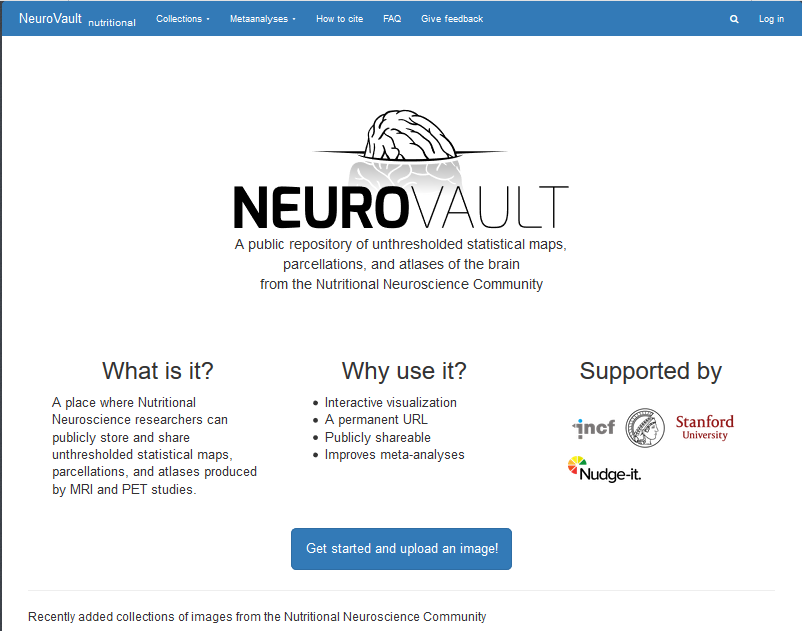 NeuroVault nutritional Collections Metaanalyses How to cite FAQ Give feedback Log in
NEUROVAULT
A public repository of unthresholded statistical maps,
parcellations, and atlases of the brain
from the Nutritional Neuroscience Community
What is it?
A place where Nutritional
Neuroscience researchers can
publicly store and share
unthresholded statistical maps,
parcellations, and atlases produced
by MRI and PET studies.
Why use it?
Interactive visualization
A permanent URL
Publicly shareable
Improves meta-analyses
Supported by
incf
Stanford
University
Nudge-it.
Get started and upload an image!
Recently added collections of images from the Nutritional Neuroscience Community